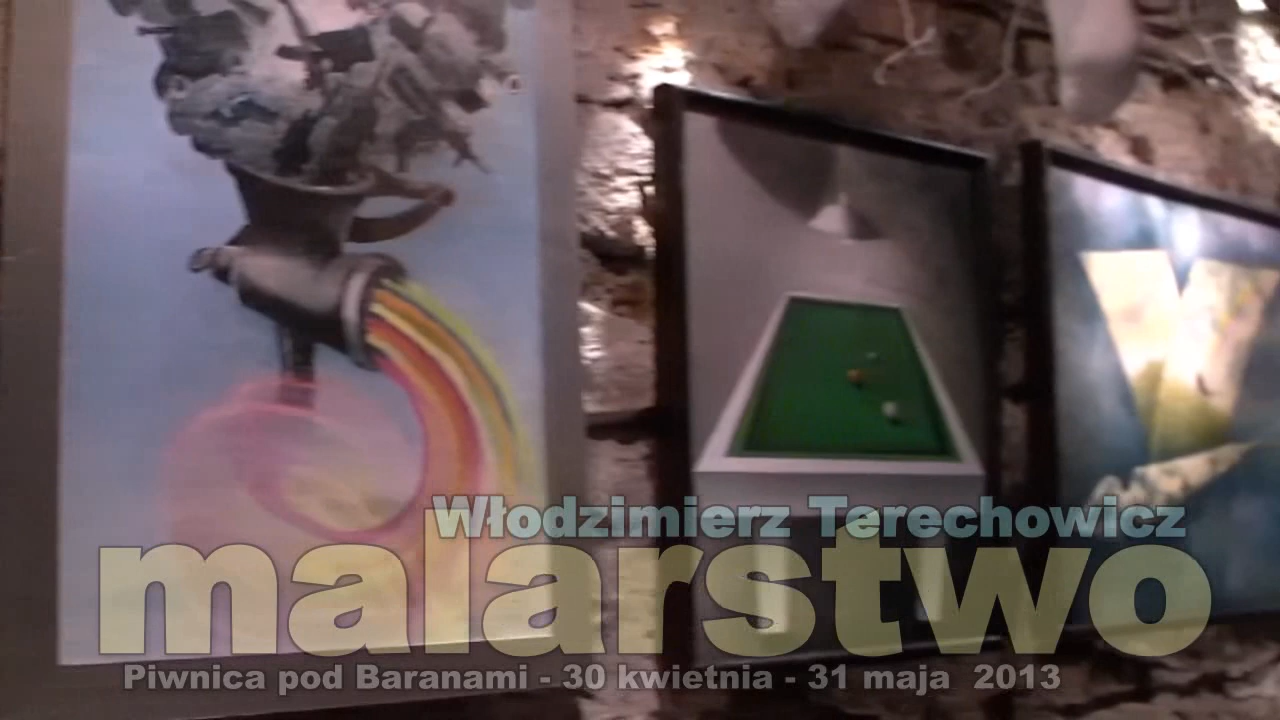 Włodzimierz Terechowicz
malarstwo
Piwnica pod Baranami - 30 kwietnia - 31 maja 2013